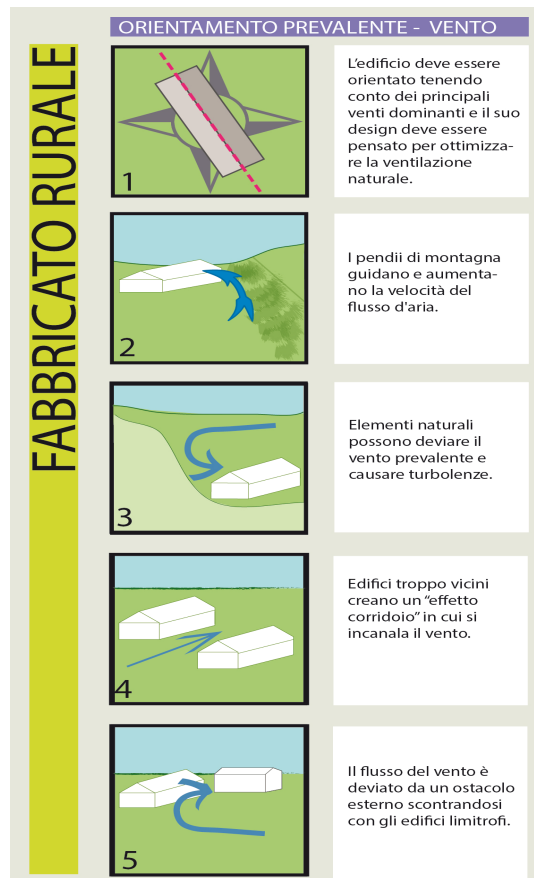 ORIENTAMENTO PREVALENTE - VENTO
FABBRICATO RURALE
1
L'edificio deve essere
orientato tenendo
conto dei principali
venti dominanti e il suo
design deve essere
pensato per ottimizza-
re la ventilazione
naturale.
2
I pendii di montagna
guidano e aumenta-
no la velocità del
flusso d'aria.
3
Elementi naturali
possono deviare il
vento prevalente e
causare turbolenze.
4
Edifici troppo vicini
creano un “effetto
corridoio” in cui si
incanala il vento.
5
Il flusso del vento è
deviato da un ostacolo
esterno scontrandosi
con gli edifici limitrofi.